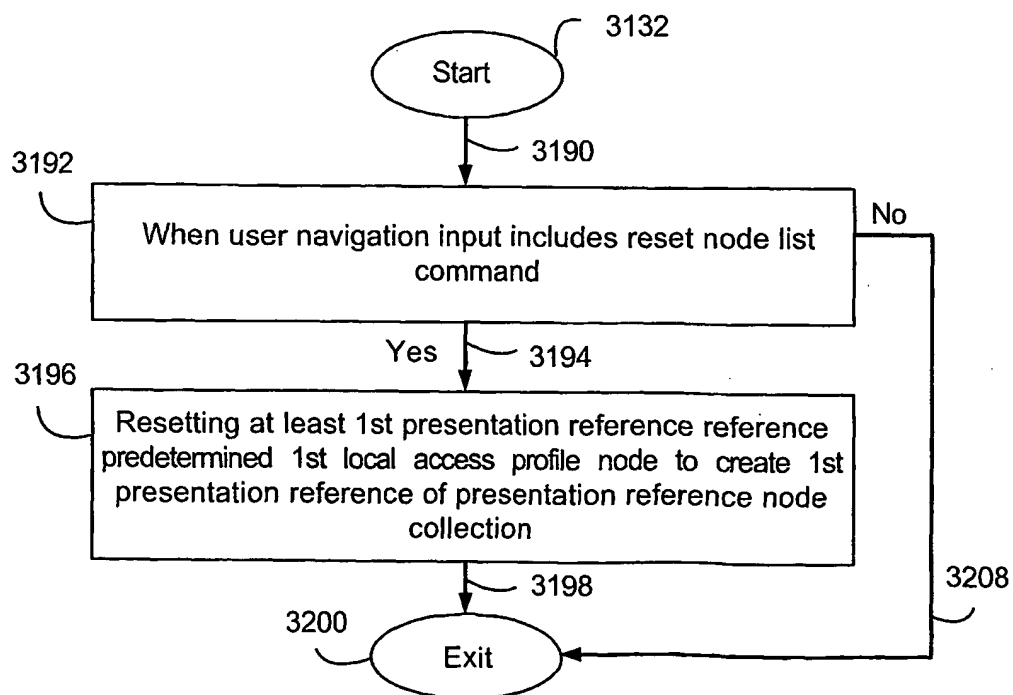 3132
Start
3190
3192
No
When user navigation input includes reset node list
command
Yes
3194
3196
Resetting at least 1st presentation reference reference
predetermined 1st local access profile node to create 1st
presentation reference of presentation reference node
collection
3198
3208
3200
Exit